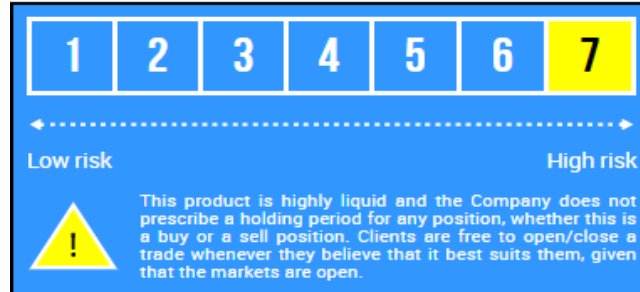 1 2 3 4 5 6 7
Low risk High risk
This product is highly liquid and the Company does not
prescribe a holding period for any position, whether this is
a buy or a sell position. Clients are free to open/close a
trade whenever they believe that it best suits them, given
that the markets are open.
!